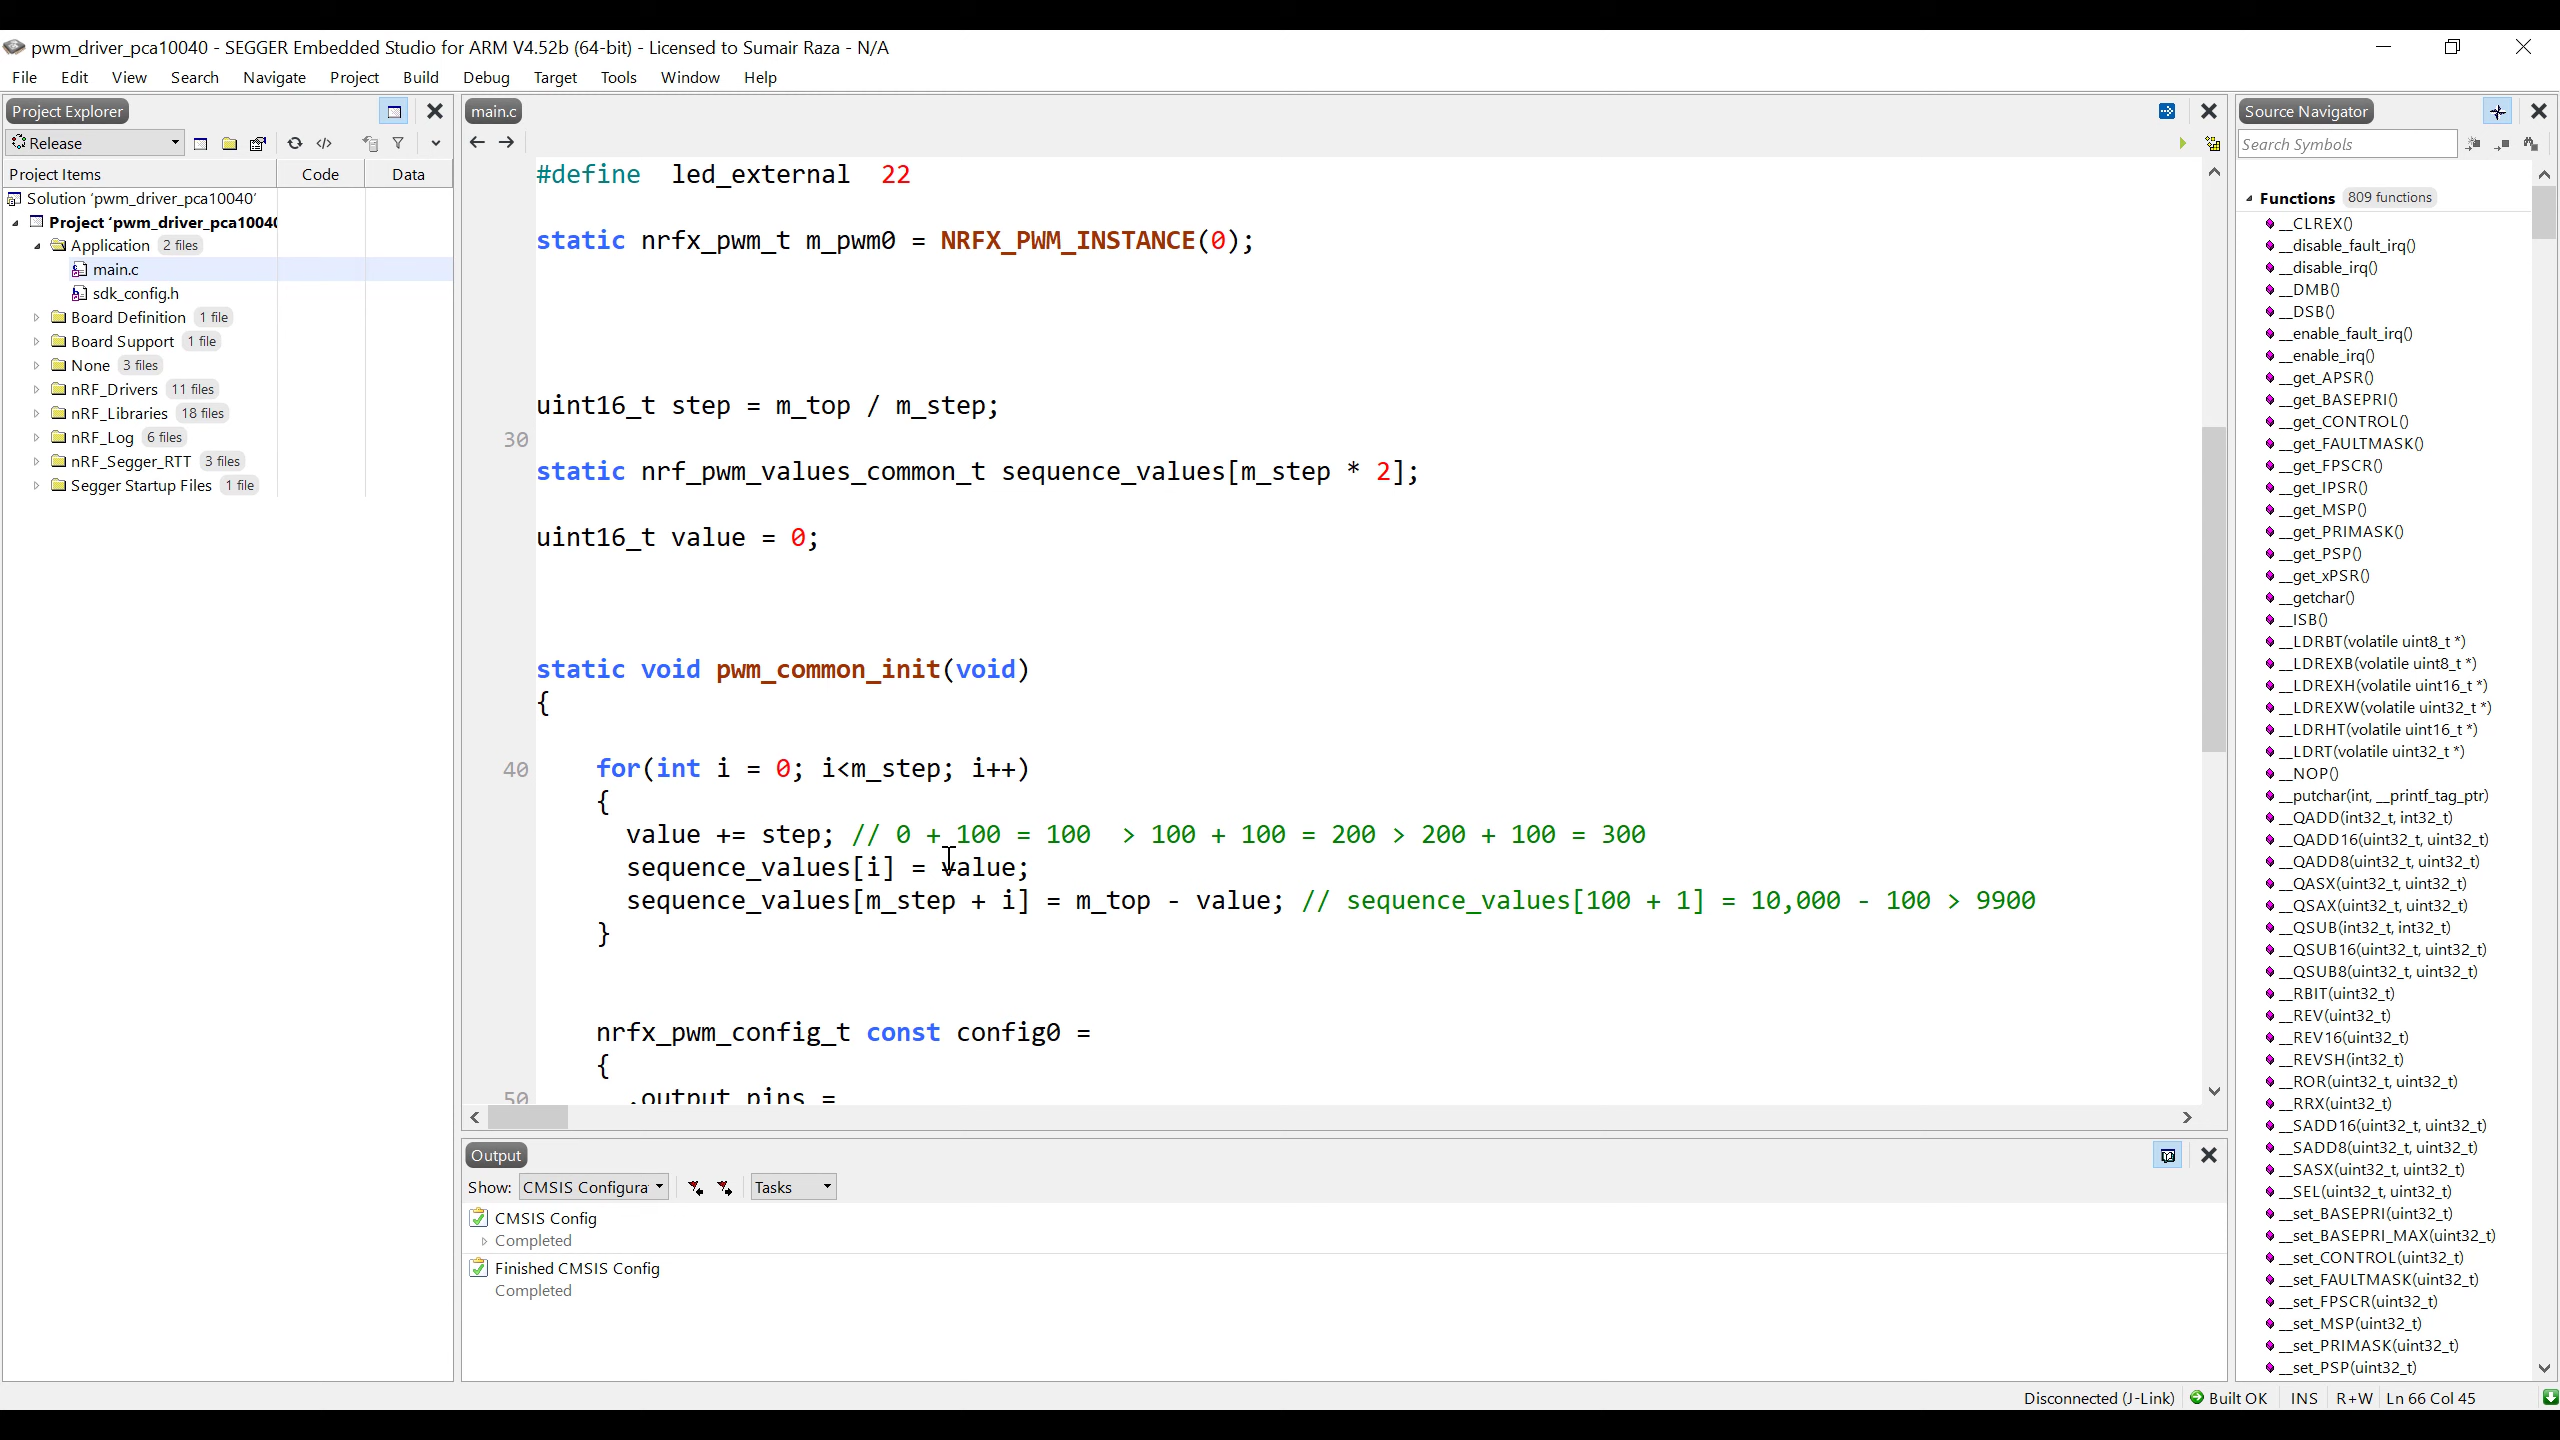 pwm_driver_pca10040 - SEGGER Embedded Studio for ARM V4.52b (64-bit) - Licensed to Sumair Raza - N/A
File Edit View Search Navigate Project Build Debug Target Tools Window Help
Project Explorer
Release
Project Items Code Data
Solution 'pwm_driver_pca10040'
Project 'pwm_driver_pca10040
Application 2 files
main.c
sdk_config.h
Board Definition 1 file
Board Support 1 file
None 3 files
nRF_Drivers 11 files
nRF_Libraries 18 files
nRF_Log 6 files
nRF_Segger_RTT 3 files
Segger Startup Files 1 file
main.c
#define led_external 22
static nrfx_pwm_t m_pwm0 = NRFX_PWM_INSTANCE(0);
uint16_t step = m_top / m_step;
30
static nrf_pwm_values_common_t sequence_values[m_step * 2];
uint16_t value = 0;
static void pwm_common_init(void)
{
40 for(int i = 0; i<m_step; i++)
{
value += step; // 0 + 100 = 100 > 100 + 100 = 200 > 200 + 100 = 300
sequence_values[i] = value;
sequence_values[m_step + i] = m_top - value; // sequence_values[100 + 1] = 10,000 - 100 > 9900
}
nrfx_pwm_config_t const config0 =
{
50 .output_pins =
Output
Show: CMSIS Configura Tasks
CMSIS Config
Completed
Finished CMSIS Config
Completed
Source Navigator
Search Symbols
Functions 809 functions
__CLREX()
__disable_fault_irq()
__disable_irq()
__DMB()
__DSB()
__enable_fault_irq()
__enable_irq()
__get_APSR()
__get_BASEPRI()
__get_CONTROL()
__get_FAULTMASK()
__get_FPSCR()
__get_IPSR()
__get_MSP()
__get_PRIMASK()
__get_PSP()
__get_xPSR()
__getchar()
__ISB()
__LDRBT(volatile uint8_t *)
__LDREXB(volatile uint8_t *)
__LDREXH(volatile uint16_t *)
__LDREXW(volatile uint32_t *)
__LDRHT(volatile uint16_t *)
__LDRT(volatile uint32_t *)
__NOP()
__putchar(int, __printf_tag_ptr)
__QADD(int32_t, int32_t)
__QADD16(uint32_t, uint32_t)
__QADD8(uint32_t, uint32_t)
__QASX(uint32_t, uint32_t)
__QSAX(uint32_t, uint32_t)
__QSUB(int32_t, int32_t)
__QSUB16(uint32_t, uint32_t)
__QSUB8(uint32_t, uint32_t)
__RBIT(uint32_t)
__REV(uint32_t)
__REV16(uint32_t)
__REVSH(int32_t)
__ROR(uint32_t, uint32_t)
__RRX(uint32_t)
__SADD16(uint32_t, uint32_t)
__SADD8(uint32_t, uint32_t)
__SASX(uint32_t, uint32_t)
__SEL(uint32_t, uint32_t)
__set_BASEPRI(uint32_t)
__set_BASEPRI_MAX(uint32_t)
__set_CONTROL(uint32_t)
__set_FAULTMASK(uint32_t)
__set_FPSCR(uint32_t)
__set_MSP(uint32_t)
__set_PRIMASK(uint32_t)
__set_PSP(uint32_t)
Disconnected (J-Link) Built OK INS R+W Ln 66 Col 45